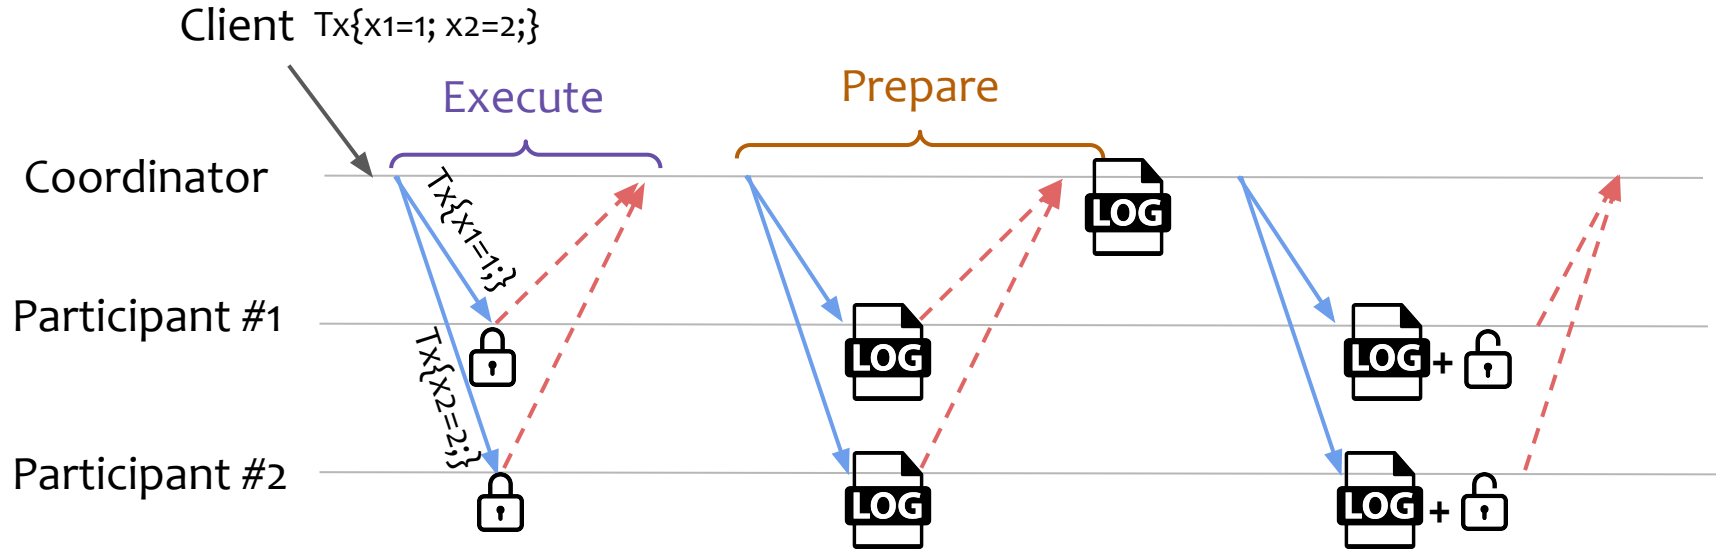 Client Tx{x1=1; x2=2;}
Execute
Prepare
Coordinator
Tx{x1=1;}
LOG
Participant #1
Tx{x2=2;}
LOG
LOG
+
Participant #2
LOG
LOG
+